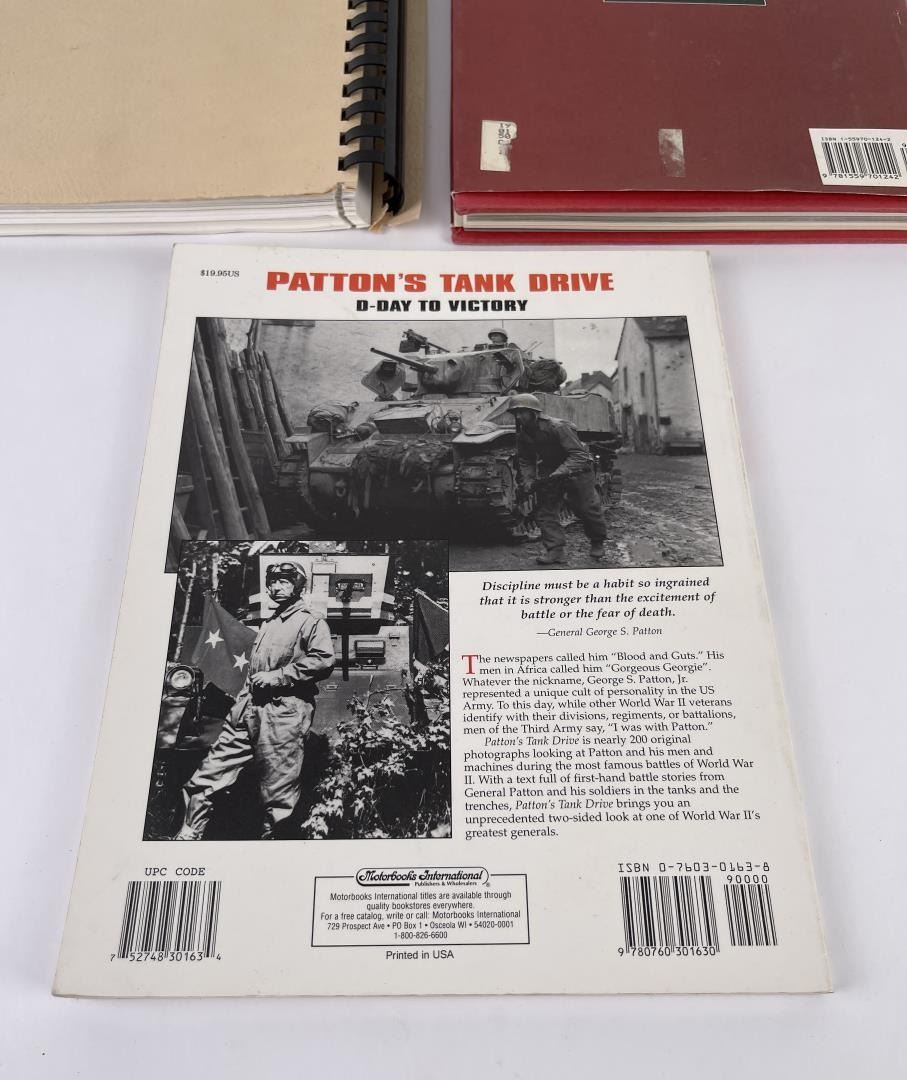 ISBN 1-55970-124-2
9 781559 701242
$19.95US
PATTON'S TANK DRIVE
D-DAY TO VICTORY
Discipline must be a habit so ingrained
that it is stronger than the excitement of
battle or the fear of death.
—General George S. Patton
The newspapers called him "Blood and Guts." His
men in Africa called him "Gorgeous Georgie".
Whatever the nickname, George S. Patton, Jr.
represented a unique cult of personality in the US
Army. To this day, while other World War II veterans
identify with their divisions, regiments, or battalions,
men of the Third Army say, "I was with Patton."
Patton's Tank Drive is nearly 200 original
photographs looking at Patton and his men and
machines during the most famous battles of World War
II. With a text full of first-hand battle stories from
General Patton and his soldiers in the tanks and the
trenches, Patton's Tank Drive brings you an
unprecedented two-sided look at one of World War II's
greatest generals.
UPC CODE
7 52748 30163 4
Motorbooks International
Publishers & Wholesalers
Motorbooks International titles are available through
quality bookstores everywhere.
For a free catalog, write or call: Motorbooks International
729 Prospect Ave • PO Box 1 • Osceola WI • 54020-0001
1-800-826-6600
Printed in USA
ISBN 0-7603-0163-8
90000
9 780760 301630